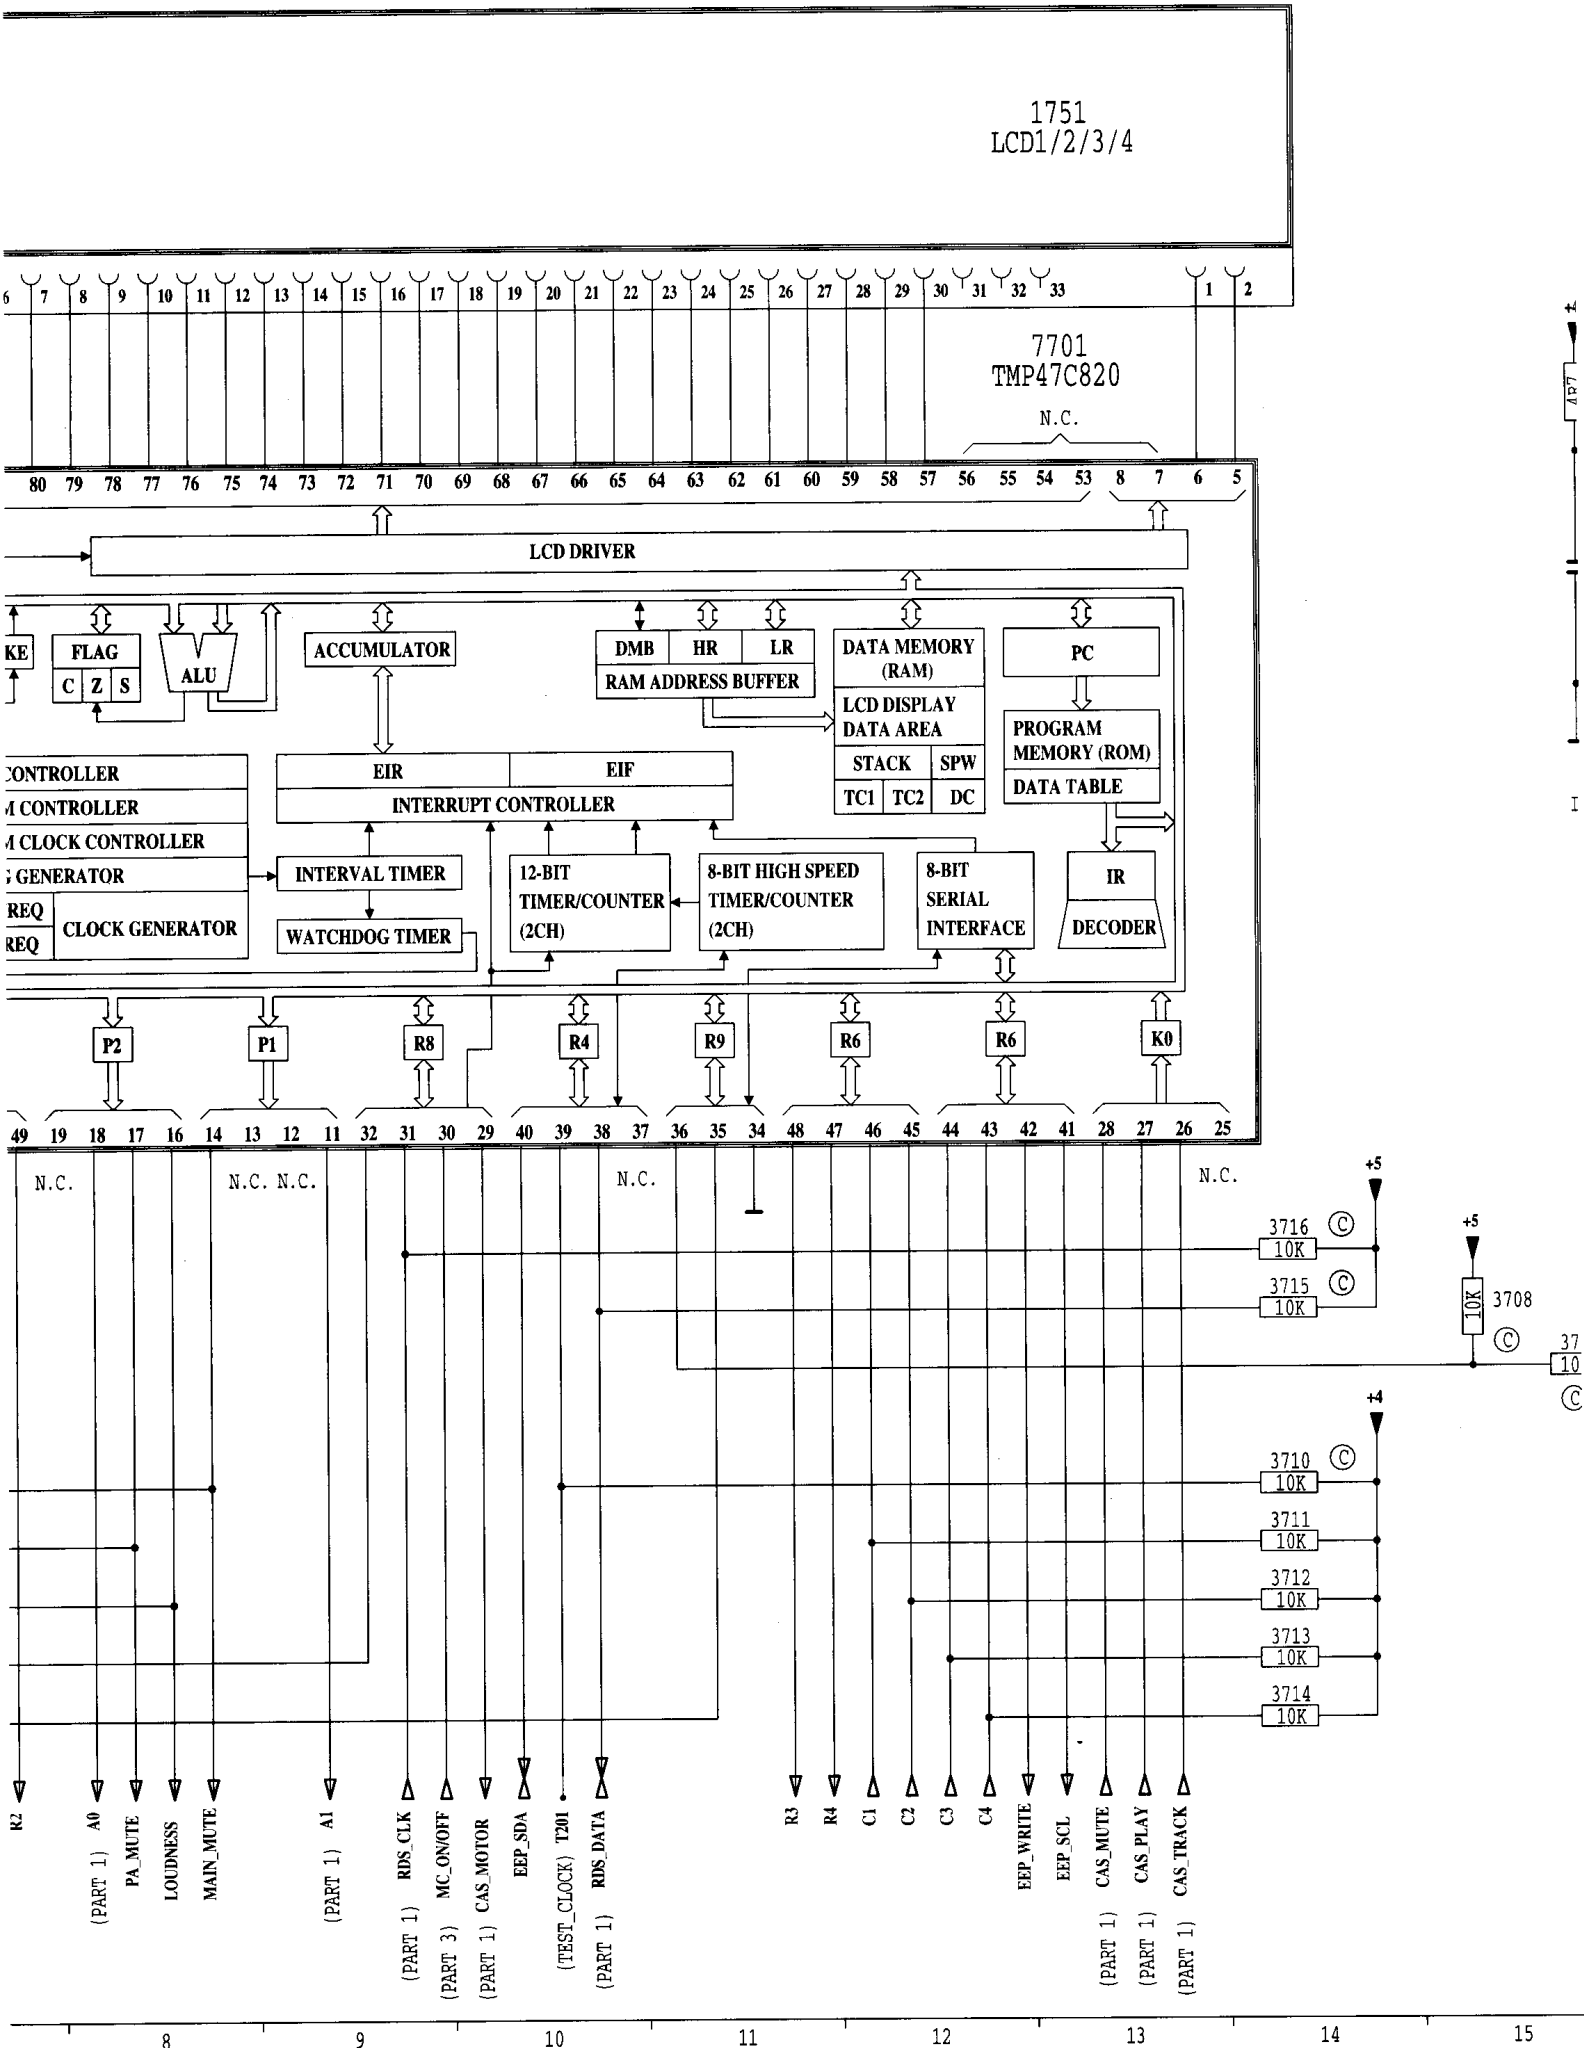 1751
LCD1/2/3/4
6 7 8 9 10 11 12 13 14 15 16 17 18 19 20 21 22 23 24 25 26 27 28 29 30 31 32 33 1 2
7701
TMP47C820
N.C.
80 79 78 77 76 75 74 73 72 71 70 69 68 67 66 65 64 63 62 61 60 59 58 57 56 55 54 53 8 7 6 5
LCD DRIVER
KE
FLAG
C Z S
ALU
ACCUMULATOR
DMB HR LR
RAM ADDRESS BUFFER
DATA MEMORY
(RAM)
LCD DISPLAY
DATA AREA
STACK SPW
TC1 TC2 DC
PC
PROGRAM
MEMORY (ROM)
DATA TABLE
CONTROLLER
M CONTROLLER
M CLOCK CONTROLLER
G GENERATOR
REQ
REQ
CLOCK GENERATOR
EIR EIF
INTERRUPT CONTROLLER
INTERVAL TIMER
WATCHDOG TIMER
12-BIT
TIMER/COUNTER
(2CH)
8-BIT HIGH SPEED
TIMER/COUNTER
(2CH)
8-BIT
SERIAL
INTERFACE
IR
DECODER
P2 P1 R8 R4 R9 R6 R6 K0
49 19 18 17 16 14 13 12 11 32 31 30 29 40 39 38 37 36 35 34 48 47 46 45 44 43 42 41 28 27 26 25
N.C. N.C. N.C. N.C. N.C.
+5
3716 C
10K
3715 C
10K
+5
10K 3708
C
37
10
C
+4
3710 C
10K
3711
10K
3712
10K
3713
10K
3714
10K
R2
(PART 1) A0
PA_MUTE
LOUDNESS
MAIN_MUTE
(PART 1) A1
(PART 1) RDS_CLK
(PART 3) MC_ON/OFF
(PART 1) CAS_MOTOR
EEP_SDA
(TEST_CLOCK) T201
(PART 1) RDS_DATA
R3
R4
C1
C2
C3
C4
EEP_WRITE
EEP_SCL
(PART 1) CAS_MUTE
(PART 1) CAS_PLAY
(PART 1) CAS_TRACK
8 9 10 11 12 13 14 15